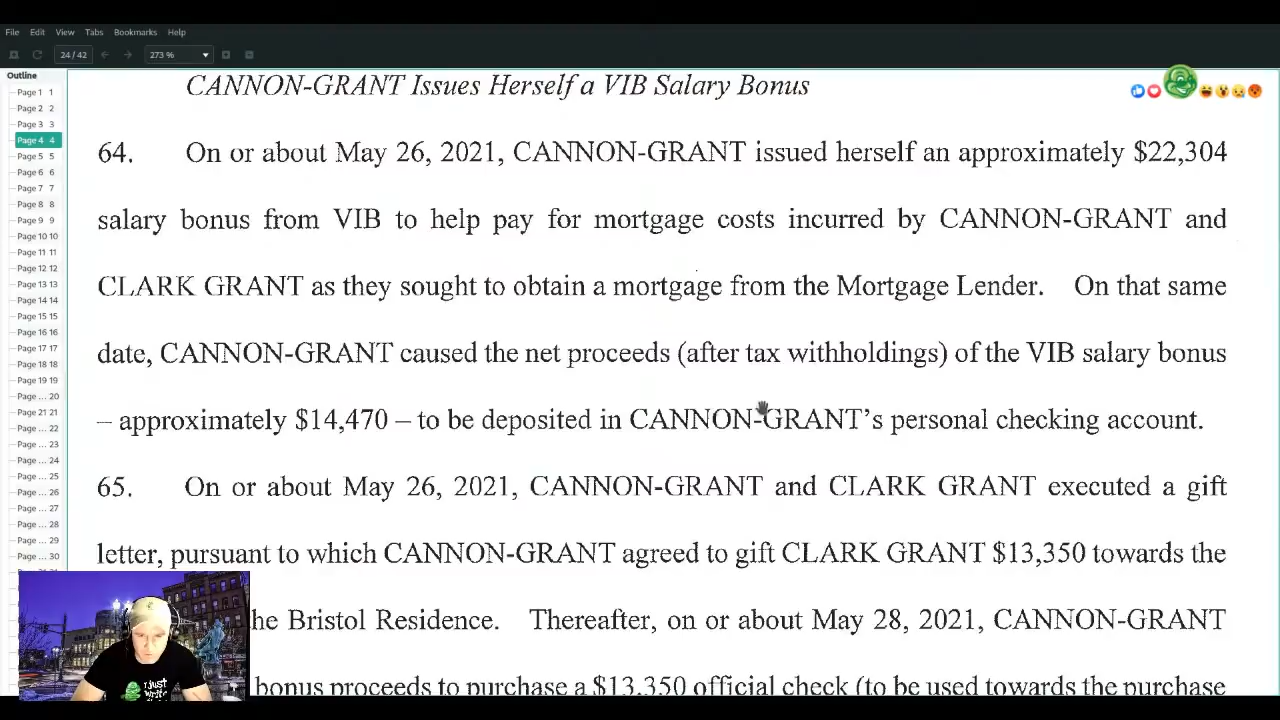 File Edit View Tabs Bookmarks Help
24 / 42 273 %
Outline
Page 1 1
Page 2 2
Page 3 3
Page 4 4
Page 5 5
Page 6 6
Page 7 7
Page 8 8
Page 9 9
Page 10 10
Page 11 11
Page 12 12
Page 13 13
Page 14 14
Page 15 15
Page 16 16
Page 17 17
Page 18 18
Page 19 19
Page ... 20
Page 21 21
Page ... 22
Page ... 23
Page ... 24
Page ... 25
Page ... 26
Page ... 27
Page ... 28
Page ... 29
Page ... 30
CANNON-GRANT Issues Herself a VIB Salary Bonus
64. On or about May 26, 2021, CANNON-GRANT issued herself an approximately $22,304
salary bonus from VIB to help pay for mortgage costs incurred by CANNON-GRANT and
CLARK GRANT as they sought to obtain a mortgage from the Mortgage Lender. On that same
date, CANNON-GRANT caused the net proceeds (after tax withholdings) of the VIB salary bonus
– approximately $14,470 – to be deposited in CANNON-GRANT's personal checking account.
65. On or about May 26, 2021, CANNON-GRANT and CLARK GRANT executed a gift
letter, pursuant to which CANNON-GRANT agreed to gift CLARK GRANT $13,350 towards the
he Bristol Residence. Thereafter, on or about May 28, 2021, CANNON-GRANT
bonus proceeds to purchase a $13,350 official check (to be used towards the purchase
I JUST
WRITE